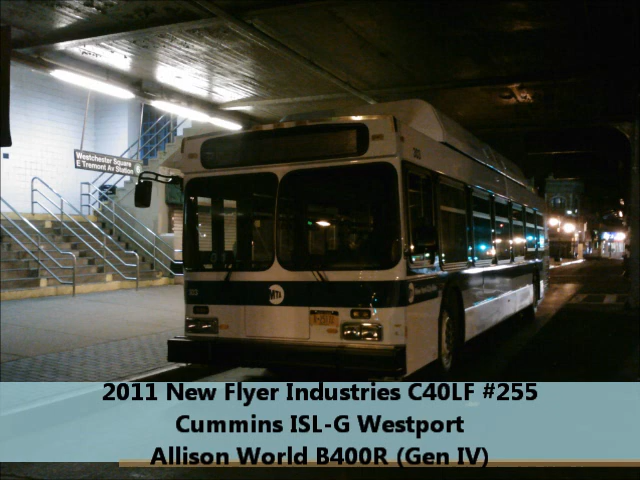 Westchester Square
E Tremont Av Station
MTA
2011 New Flyer Industries C40LF #255
Cummins ISL-G Westport
Allison World B400R (Gen IV)